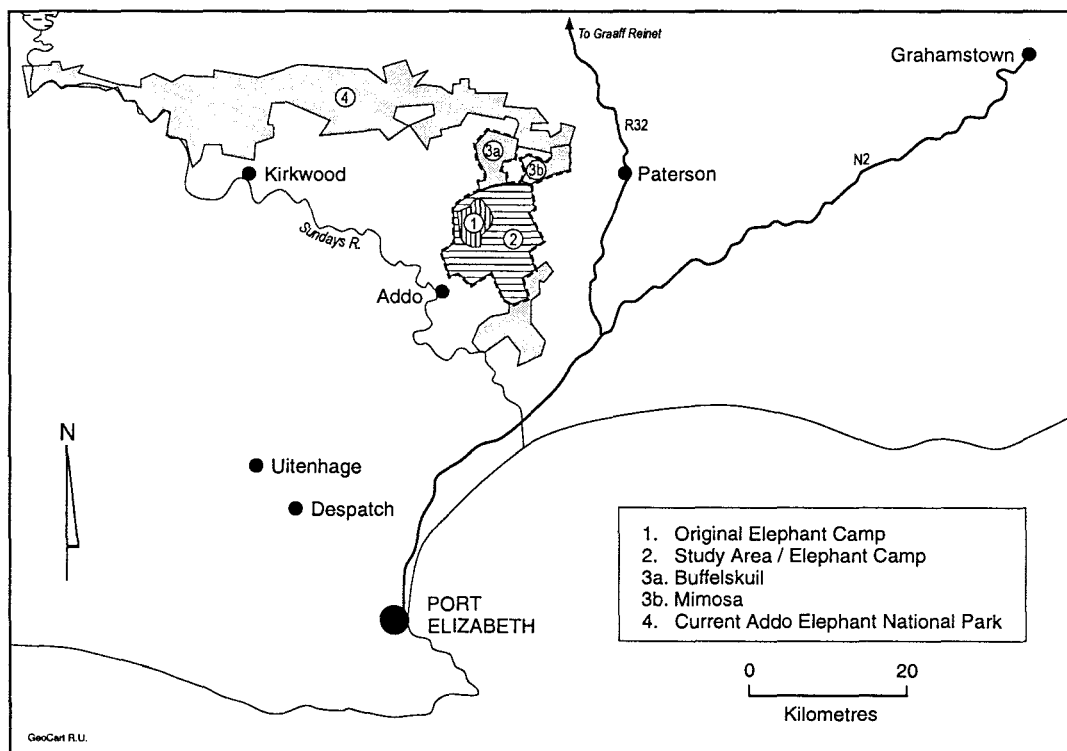 To Graaff Reinet
Grahamstown
4
R32
3a
3b
N2
Kirkwood
Paterson
1
2
Sundays R.
Addo
N
Uitenhage
Despatch
1. Original Elephant Camp
2. Study Area / Elephant Camp
3a. Buffelskuil
3b. Mimosa
4. Current Addo Elephant National Park
PORT
ELIZABETH
0 20
Kilometres
GeoCart R.U.